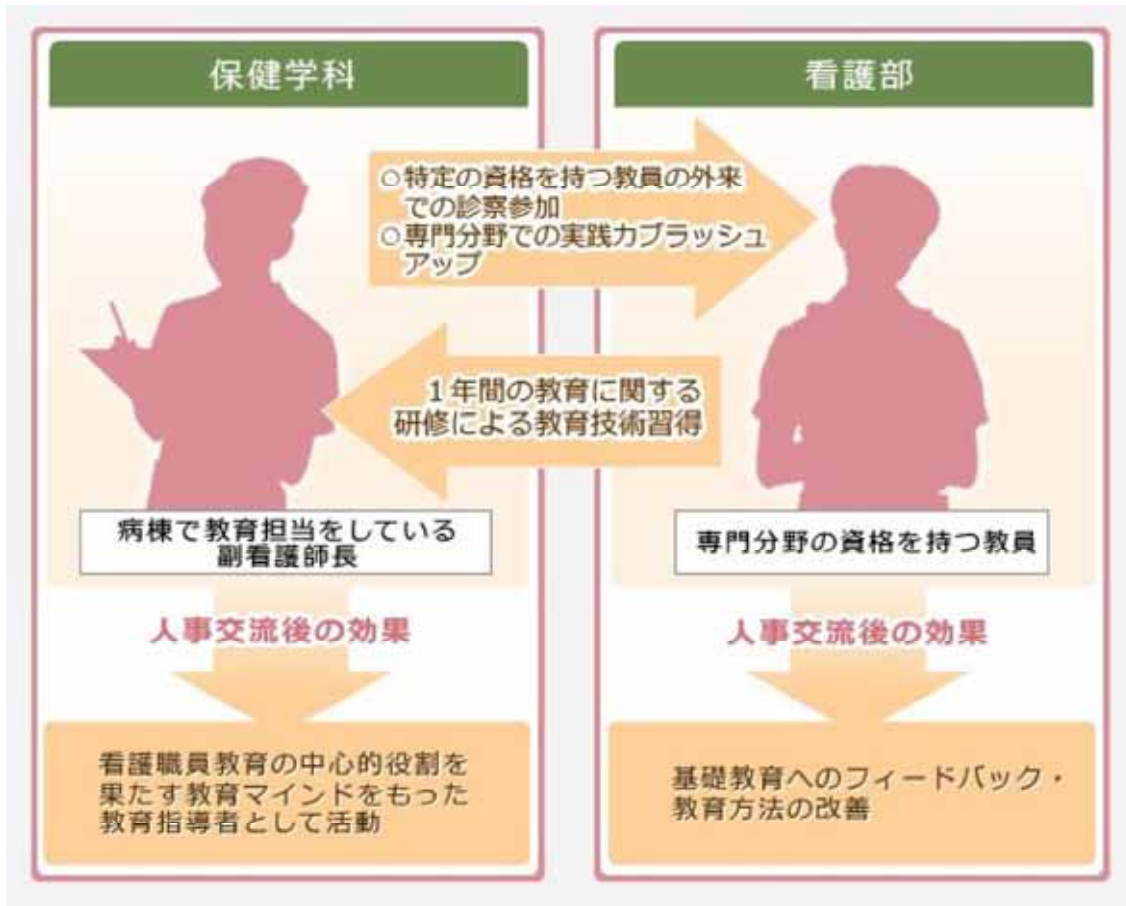 保健学科
看護部
○特定の資格を持つ教員の外来
での診察参加
○専門分野での実践力ブラッシュ
アップ
1年間の教育に関する
研修による教育技術習得
病棟で教育担当をしている
副看護師長
専門分野の資格を持つ教員
人事交流後の効果
人事交流後の効果
看護職員教育の中心的役割を
果たす教育マインドをもった
教育指導者として活動
基礎教育へのフィードバック・
教育方法の改善